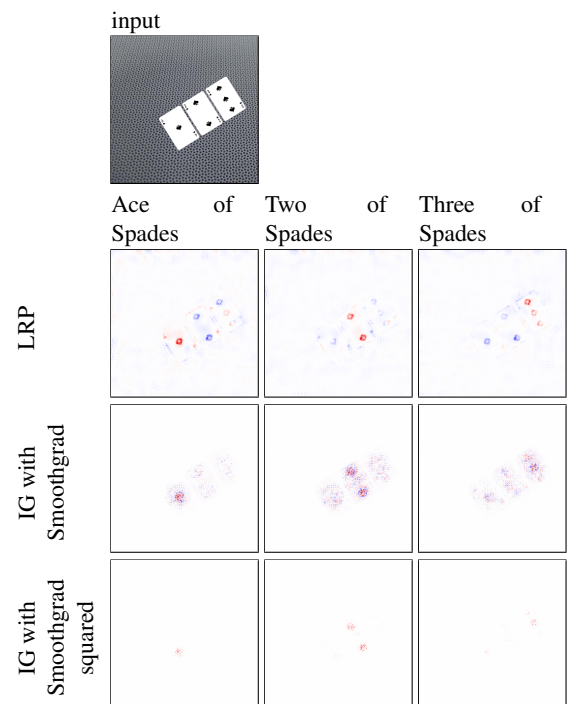 input
Ace of Two of Three of
Spades Spades Spades
LRP
IG with
Smoothgrad
IG with
Smoothgrad
squared